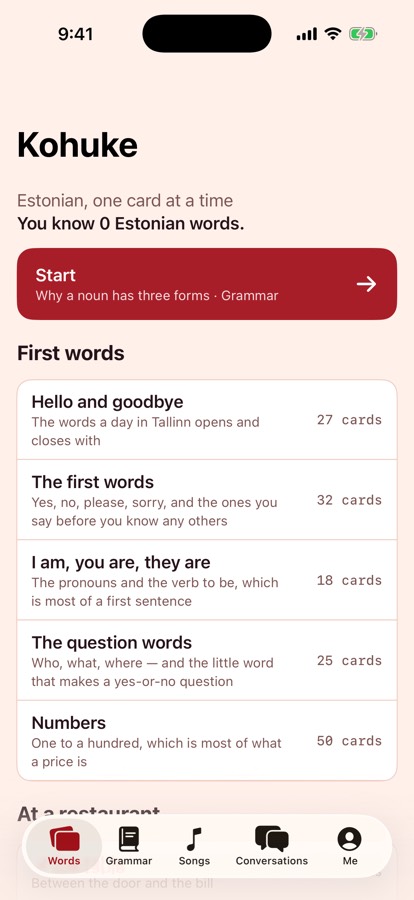 9:41
Kohuke
Estonian, one card at a time
You know 0 Estonian words.
Start
Why a noun has three forms · Grammar
First words
Hello and goodbye
The words a day in Tallinn opens and
closes with
27 cards
The first words
Yes, no, please, sorry, and the ones you
say before you know any others
32 cards
I am, you are, they are
The pronouns and the verb to be, which
is most of a first sentence
18 cards
The question words
Who, what, where — and the little word
that makes a yes-or-no question
25 cards
Numbers
One to a hundred, which is most of what
a price is
50 cards
At a restaurant
Words
Grammar
Songs
Conversations
Me
Between the door and the bill